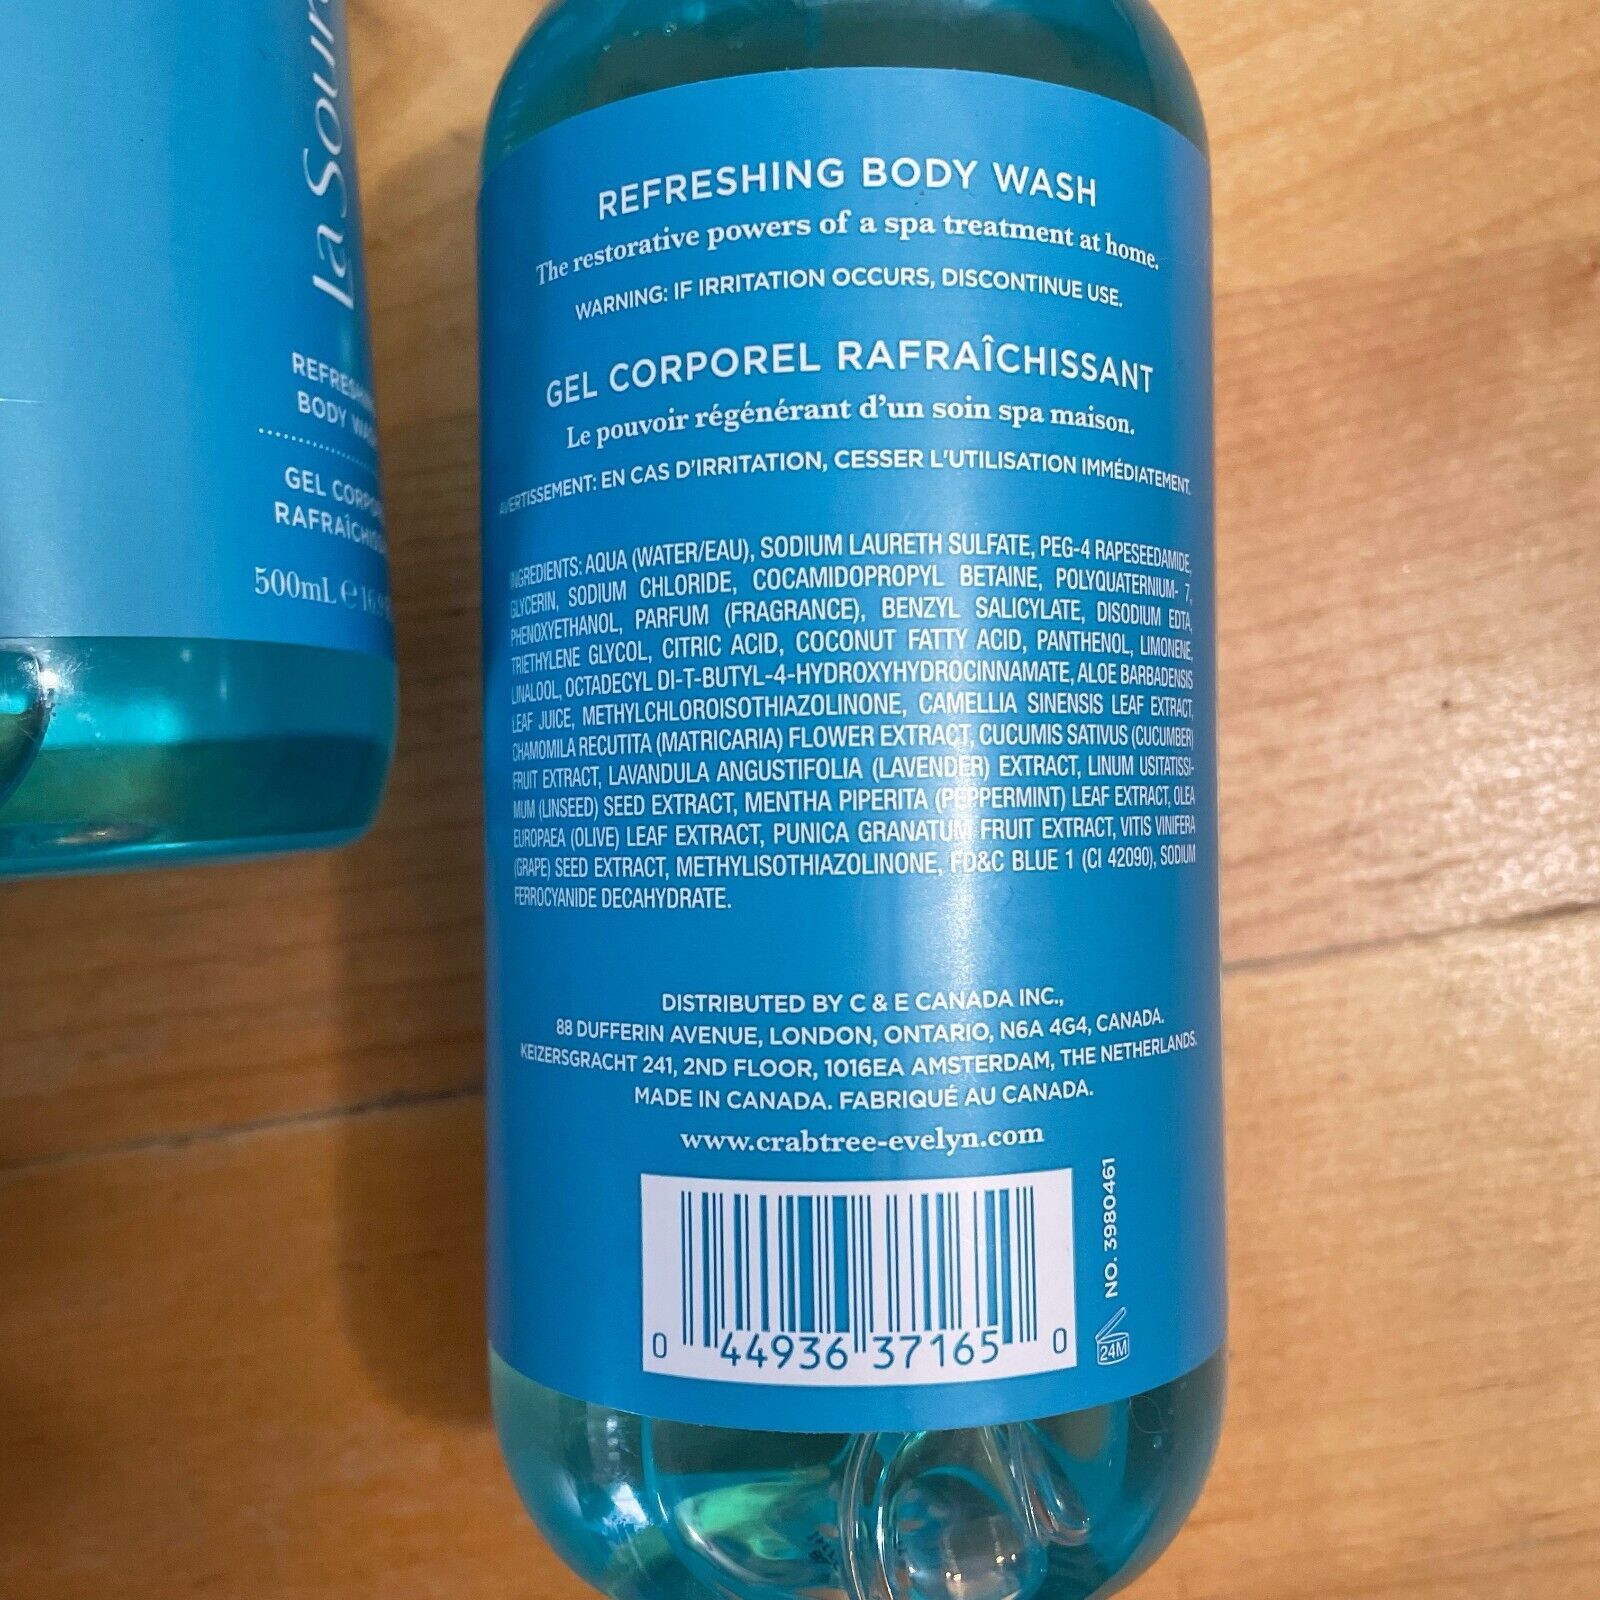 La Sour
REFRESHIN
BODY WAS
GEL CORPO
RAFRAÎCHISS
500mL e 16.9
REFRESHING BODY WASH
The restorative powers of a spa treatment at home.
WARNING: IF IRRITATION OCCURS, DISCONTINUE USE.
GEL CORPOREL RAFRAÎCHISSANT
Le pouvoir régénérant d'un soin spa maison.
AVERTISSEMENT: EN CAS D'IRRITATION, CESSER L'UTILISATION IMMÉDIATEMENT.
INGREDIENTS: AQUA (WATER/EAU), SODIUM LAURETH SULFATE, PEG-4 RAPESEEDAMIDE,
GLYCERIN, SODIUM CHLORIDE, COCAMIDOPROPYL BETAINE, POLYQUATERNIUM- 7,
PHENOXYETHANOL, PARFUM (FRAGRANCE), BENZYL SALICYLATE, DISODIUM EDTA,
TRIETHYLENE GLYCOL, CITRIC ACID, COCONUT FATTY ACID, PANTHENOL, LIMONENE,
LINALOOL, OCTADECYL DI-T-BUTYL-4-HYDROXYHYDROCINNAMATE, ALOE BARBADENSIS
LEAF JUICE, METHYLCHLOROISOTHIAZOLINONE, CAMELLIA SINENSIS LEAF EXTRACT,
CHAMOMILA RECUTITA (MATRICARIA) FLOWER EXTRACT, CUCUMIS SATIVUS (CUCUMBER)
FRUIT EXTRACT, LAVANDULA ANGUSTIFOLIA (LAVENDER) EXTRACT, LINUM USITATISSI-
MUM (LINSEED) SEED EXTRACT, MENTHA PIPERITA (PEPPERMINT) LEAF EXTRACT, OLEA
EUROPAEA (OLIVE) LEAF EXTRACT, PUNICA GRANATUM FRUIT EXTRACT, VITIS VINIFERA
(GRAPE) SEED EXTRACT, METHYLISOTHIAZOLINONE, FD&C BLUE 1 (CI 42090), SODIUM
FERROCYANIDE DECAHYDRATE.
DISTRIBUTED BY C & E CANADA INC.,
88 DUFFERIN AVENUE, LONDON, ONTARIO, N6A 4G4, CANADA.
KEIZERSGRACHT 241, 2ND FLOOR, 1016EA AMSTERDAM, THE NETHERLANDS.
MADE IN CANADA. FABRIQUÉ AU CANADA.
www.crabtree-evelyn.com
0 44936 37165 0
NO. 3980461
24M